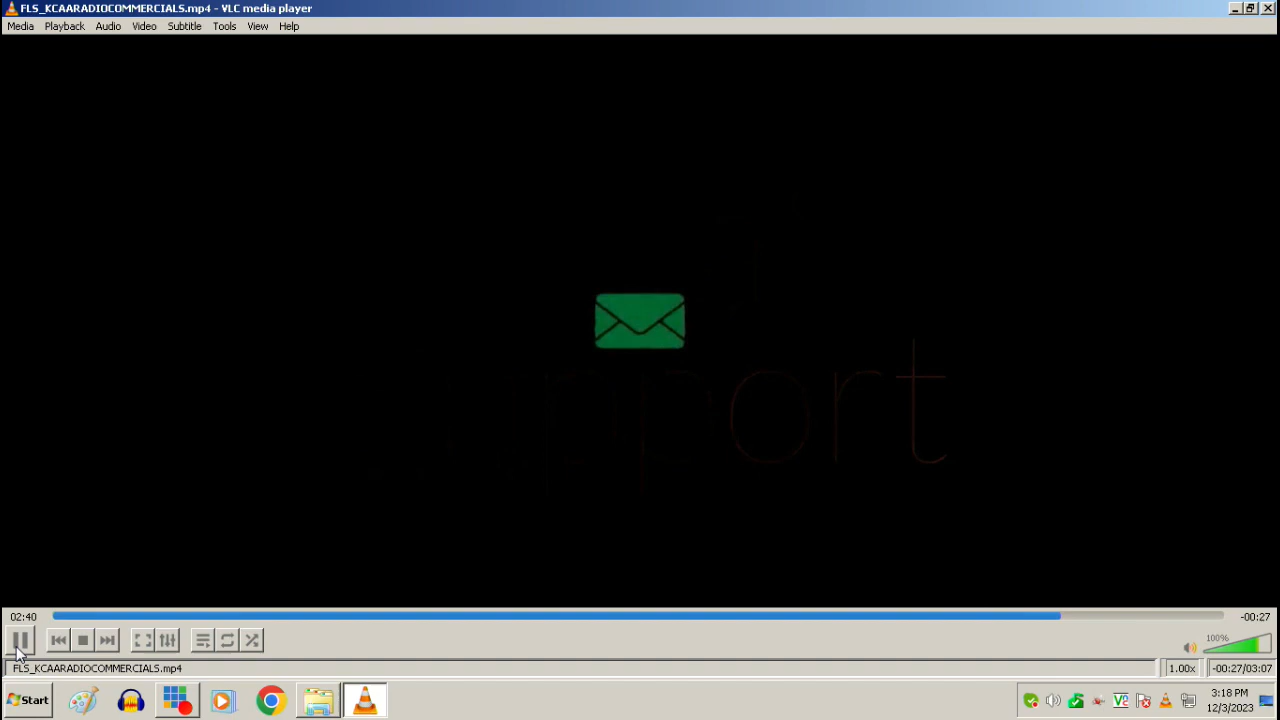 FLS_KCAARADIOCOMMERCIALS.mp4 - VLC media player
Media Playback Audio Video Subtitle Tools View Help
support
02:40 -00:27
100%
FLS_KCAARADIOCOMMERCIALS.mp4 1.00x -00:27/03:07
Start 3:18 PM
12/3/2023